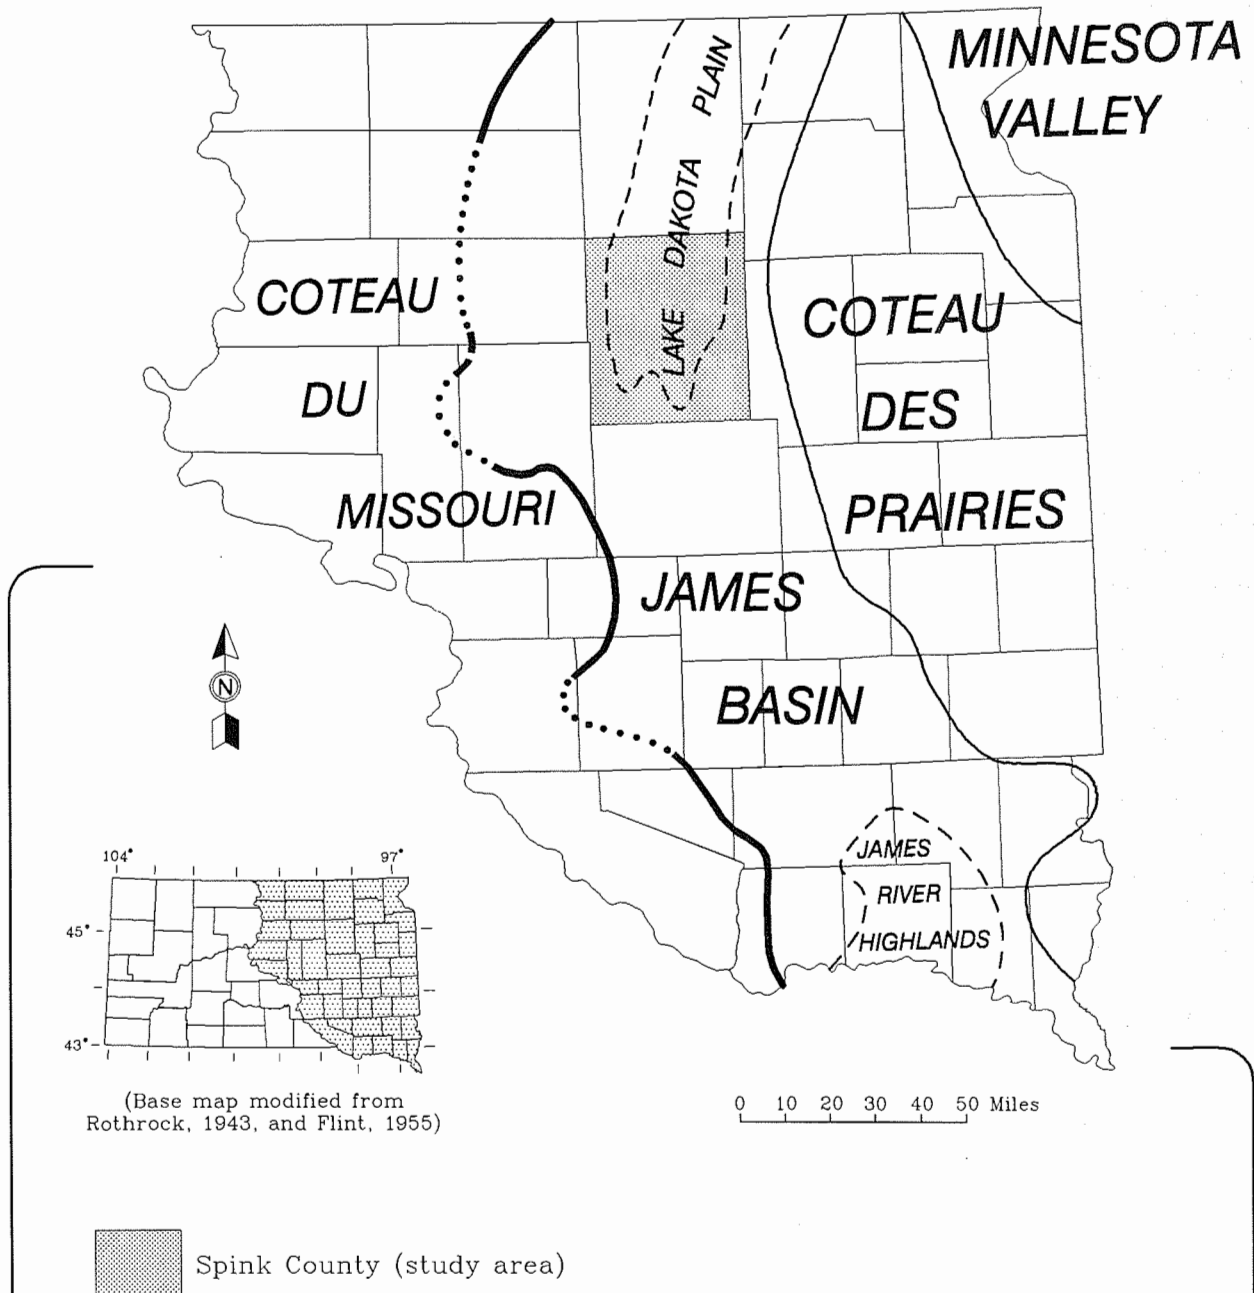 MINNESOTA
VALLEY
LAKE DAKOTA PLAIN
COTEAU
DU
MISSOURI
COTEAU
DES
PRAIRIES
JAMES
BASIN
N
JAMES
RIVER
HIGHLANDS
104°
97°
45°
43°
(Base map modified from
Rothrock, 1943, and Flint, 1955)
0 10 20 30 40 50 Miles
Spink County (study area)